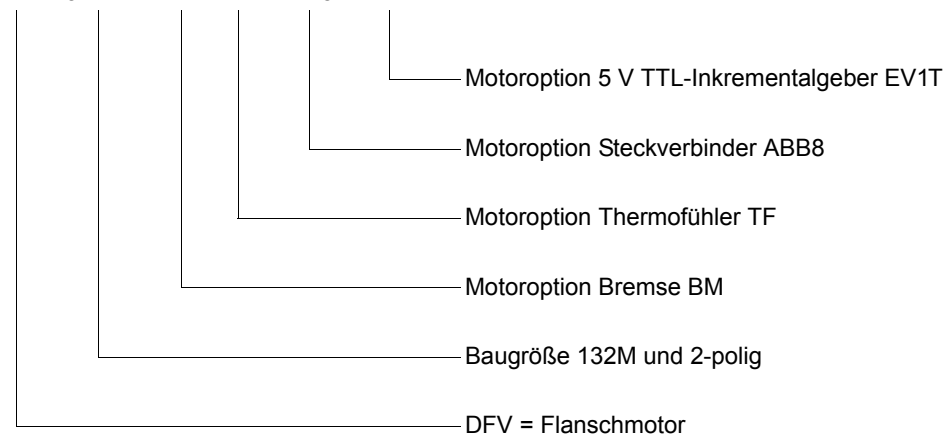 Motoroption 5 V TTL-Inkrementalgeber EV1T
Motoroption Steckverbinder ABB8
Motoroption Thermofühler TF
Motoroption Bremse BM
Baugröße 132M und 2-polig
DFV = Flanschmotor